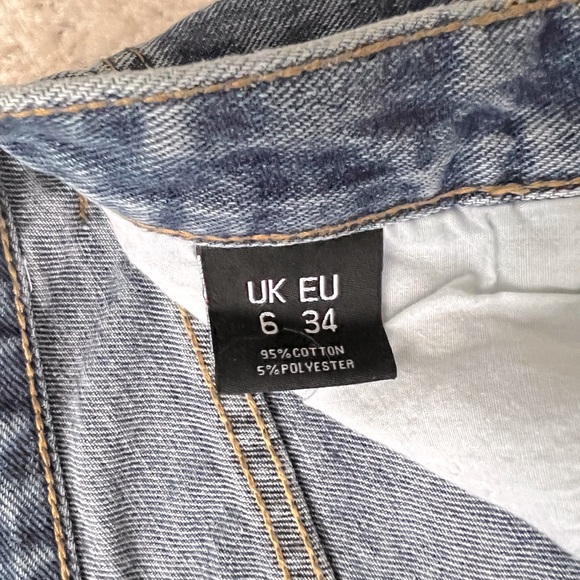 UK EU
6 34
95%COTTON
5%POLYESTER